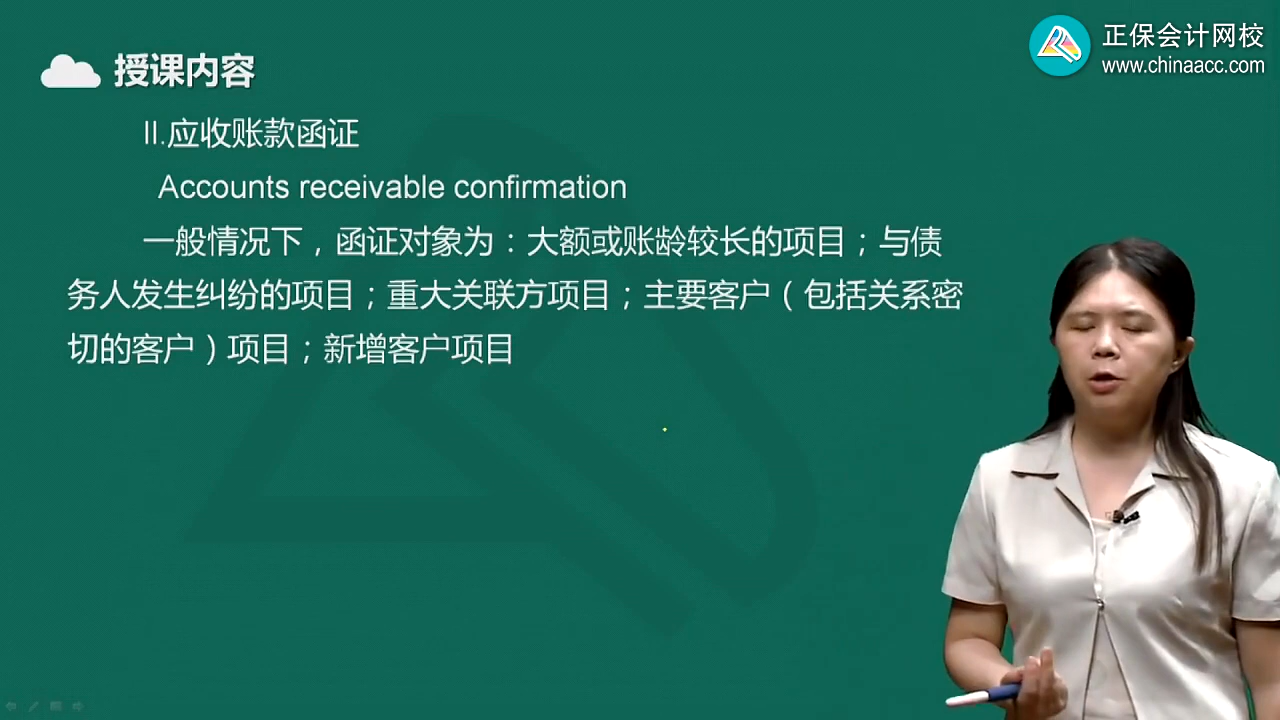 授课内容
正保会计网校
www.chinaacc.com
II.应收账款函证
Accounts receivable confirmation
一般情况下，函证对象为：大额或账龄较长的项目；与债
务人发生纠纷的项目；重大关联方项目；主要客户（包括关系密
切的客户）项目；新增客户项目